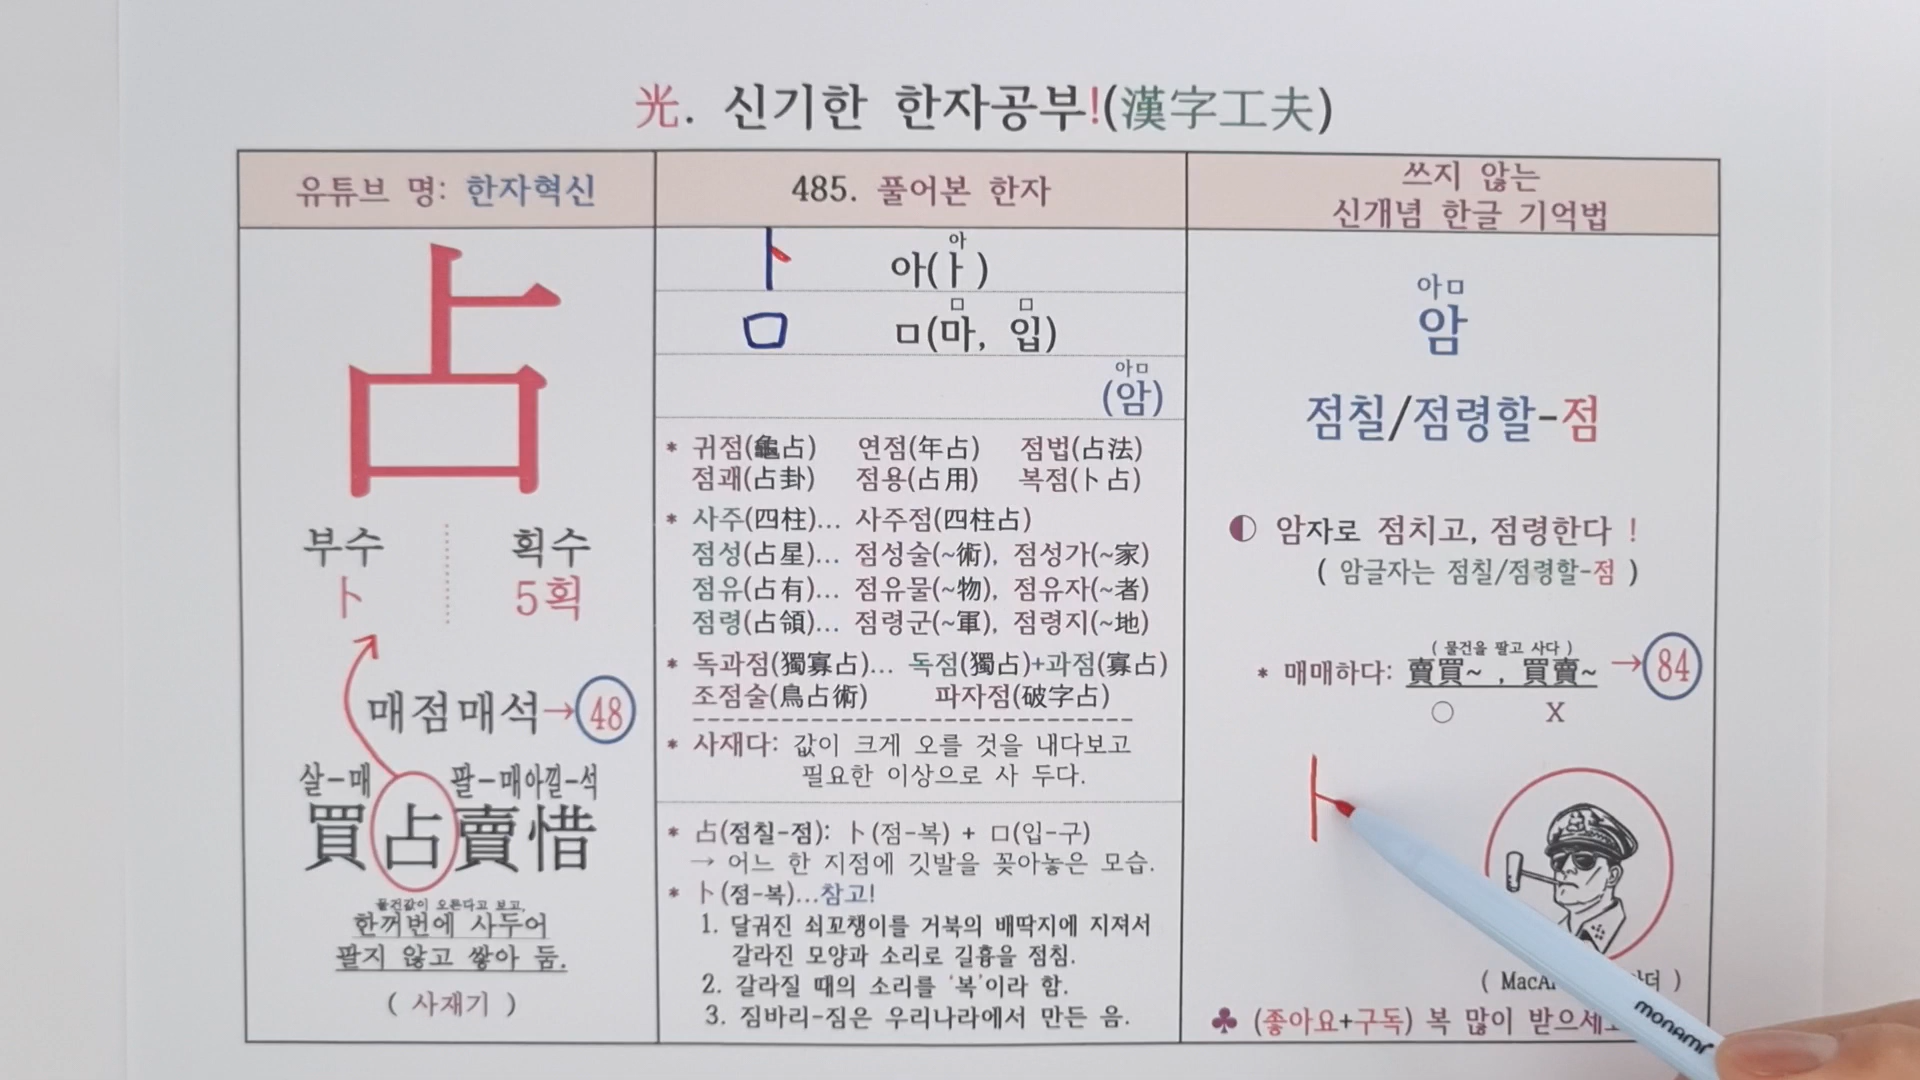 光. 신기한 한자공부!(漢字工夫)
유튜브 명: 한자혁신
占
부수 획수
卜 5획
매점매석→48
살-매 팔-매아낄-석
買占賣惜
물건값이 오른다고 보고,
한꺼번에 사두어
팔지 않고 쌓아 둠.
( 사재기 )
485. 풀어본 한자
아
卜 아(ㅏ)
ㅁ ㅁ
口 ㅁ(마, 입)
아ㅁ
(암)
* 귀점(龜占) 연점(年占) 점법(占法)
점괘(占卦) 점용(占用) 복점(卜占)
* 사주(四柱)... 사주점(四柱占)
점성(占星)... 점성술(~術), 점성가(~家)
점유(占有)... 점유물(~物), 점유자(~者)
점령(占領)... 점령군(~軍), 점령지(~地)
* 독과점(獨寡占)... 독점(獨占)+과점(寡占)
조점술(鳥占術) 파자점(破字占)
* 사재다: 값이 크게 오를 것을 내다보고
필요한 이상으로 사 두다.
* 占(점칠-점): 卜(점-복) + 口(입-구)
→ 어느 한 지점에 깃발을 꽂아놓은 모습.
* 卜(점-복)...참고!
1. 달궈진 쇠꼬챙이를 거북의 배딱지에 지져서
갈라진 모양과 소리로 길흉을 점침.
2. 갈라질 때의 소리를 '복'이라 함.
3. 짐바리-짐은 우리나라에서 만든 음.
쓰지 않는
신개념 한글 기억법
아ㅁ
암
점칠/점령할-점
◐ 암자로 점치고, 점령한다 !
( 암글자는 점칠/점령할-점 )
( 물건을 팔고 사다 )
* 매매하다: 賣買~ , 買賣~ →84
○ X
卜
( MacA 더 )
♣ (좋아요+구독) 복 많이 받으세
monami